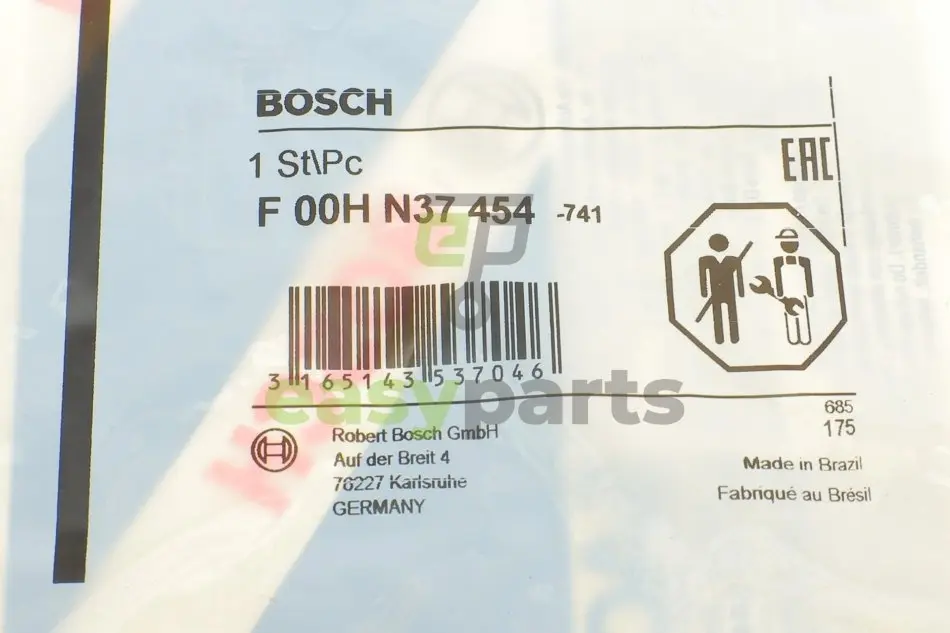 BOSCH
1 St\Pc
EAC
F 00H N37 454 -741
ep
3 165143 537046
easyparts
685
175
Robert Bosch GmbH
Auf der Breit 4
76227 Karlsruhe
GERMANY
Made in Brazil
Fabriqué au Brésil